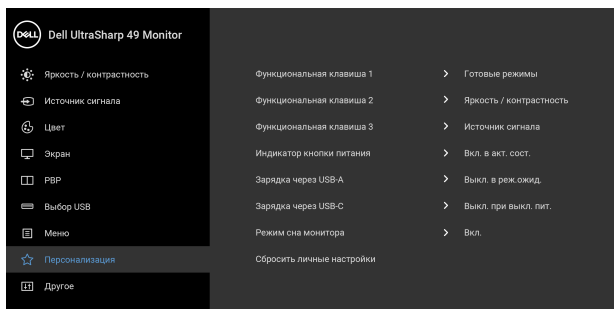 DELL Dell UltraSharp 49 Monitor
Яркость / контрастность Функциональная клавиша 1 Готовые режимы
Источник сигнала Функциональная клавиша 2 Яркость / контрастность
Цвет Функциональная клавиша 3 Источник сигнала
Экран Индикатор кнопки питания Вкл. в акт. сост.
PBP Зарядка через USB-A Выкл. в реж.ожид.
Выбор USB Зарядка через USB-C Выкл. при выкл. пит.
Меню Режим сна монитора Вкл.
Персонализация Сбросить личные настройки
Другое